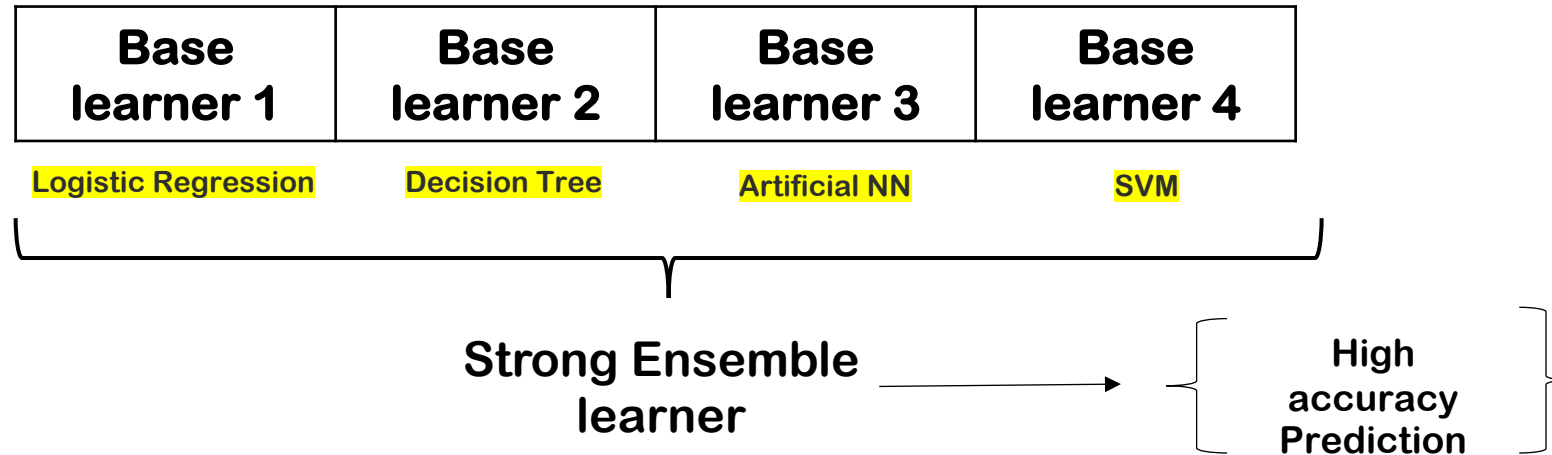 Base
learner 1
Base
learner 2
Base
learner 3
Base
learner 4
Logistic Regression
Decision Tree
Artificial NN
SVM
Strong Ensemble
learner
High
accuracy
Prediction